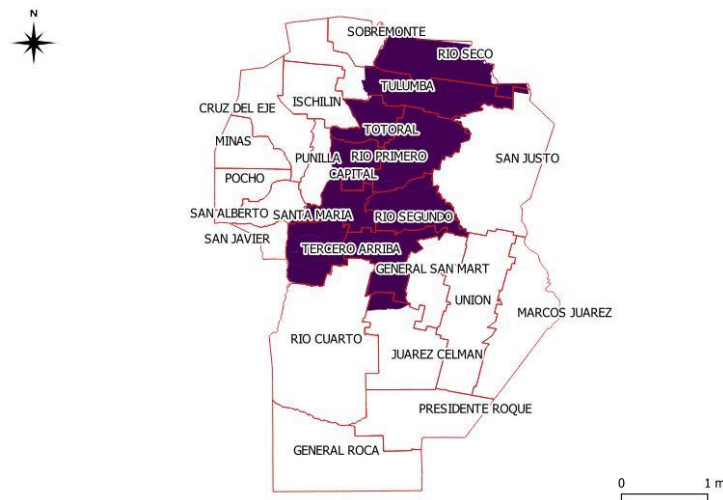 N
SOBREMONTE
RIO SECO
TULUMBA
ISCHILIN
CRUZ DEL EJE
TOTORAL
MINAS
PUNILLA
RIO PRIMERO
SAN JUSTO
CAPITAL
POCHO
SAN ALBERTO
SANTA MARIA
RIO SEGUNDO
SAN JAVIER
TERCERO ARRIBA
GENERAL SAN MART
UNION
MARCOS JUAREZ
RIO CUARTO
JUAREZ CELMAN
PRESIDENTE ROQUE
GENERAL ROCA
0 1 m